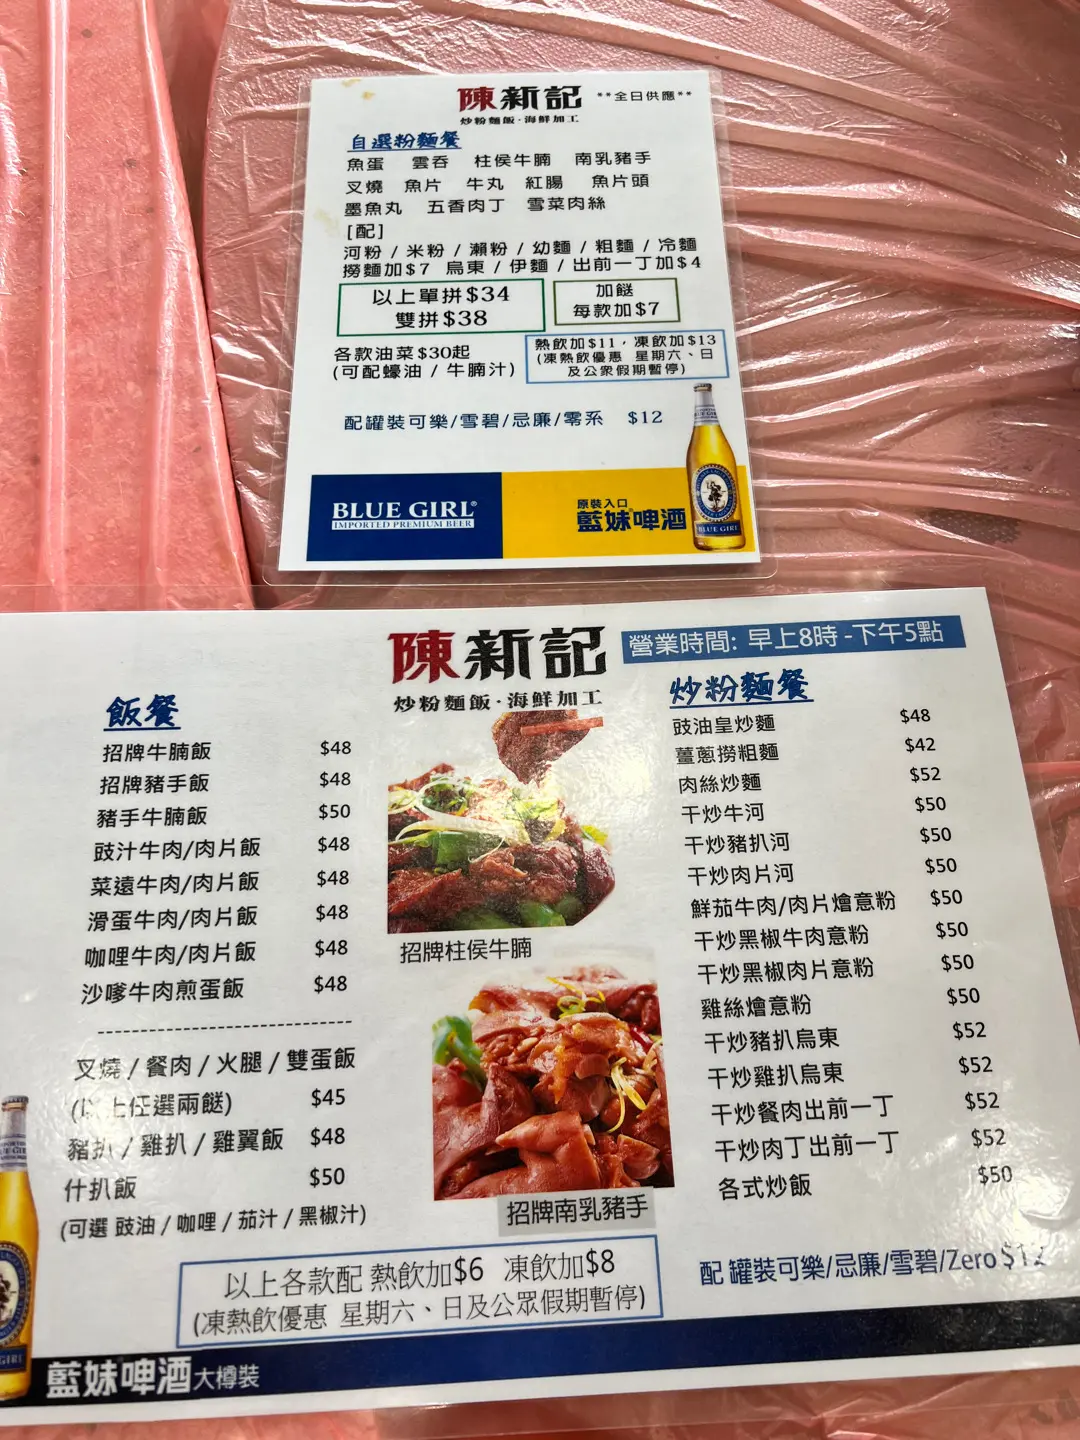 陳新記 **全日供應**
炒粉麵飯·海鮮加工
自選粉麵餐
魚蛋 雲吞 柱侯牛腩 南乳豬手
叉燒 魚片 牛丸 紅腸 魚片頭
墨魚丸 五香肉丁 雪菜肉絲
[配]
河粉 / 米粉 / 瀨粉 / 幼麵 / 粗麵 / 冷麵
撈麵加$7 烏東 / 伊麵 / 出前一丁加$4
以上單拼$34
雙拼$38
加餸
每款加$7
各款油菜$30起
(可配蠔油 / 牛腩汁)
熱飲加$11，凍飲加$13
(凍熱飲優惠 星期六、日
及公眾假期暫停)
配罐裝可樂/雪碧/忌廉/零系 $12
BLUE GIRL®
IMPORTED PREMIUM BEER
原裝入口
藍妹啤酒
BLUE GIRL
陳新記
炒粉麵飯·海鮮加工
營業時間: 早上8時-下午5點
飯餐
招牌牛腩飯 $48
招牌豬手飯 $48
豬手牛腩飯 $50
豉汁牛肉/肉片飯 $48
菜遠牛肉/肉片飯 $48
滑蛋牛肉/肉片飯 $48
咖喱牛肉/肉片飯 $48
沙嗲牛肉煎蛋飯 $48
叉燒 / 餐肉 / 火腿 / 雙蛋飯
(以上任選兩餸) $45
豬扒 / 雞扒 / 雞翼飯 $48
什扒飯 $50
(可選 豉油 / 咖喱 / 茄汁 / 黑椒汁)
招牌柱侯牛腩
招牌南乳豬手
炒粉麵餐
豉油皇炒麵 $48
薑蔥撈粗麵 $42
肉絲炒麵 $52
干炒牛河 $50
干炒豬扒河 $50
干炒肉片河 $50
鮮茄牛肉/肉片燴意粉 $50
干炒黑椒牛肉意粉 $50
干炒黑椒肉片意粉 $50
雞絲燴意粉 $50
干炒豬扒烏東 $52
干炒雞扒烏東 $52
干炒餐肉出前一丁 $52
干炒肉丁出前一丁 $52
各式炒飯 $50
以上各款配 熱飲加$6 凍飲加$8
(凍熱飲優惠 星期六、日及公眾假期暫停)
配 罐裝可樂/忌廉/雪碧/Zero $12
藍妹啤酒 大樽裝